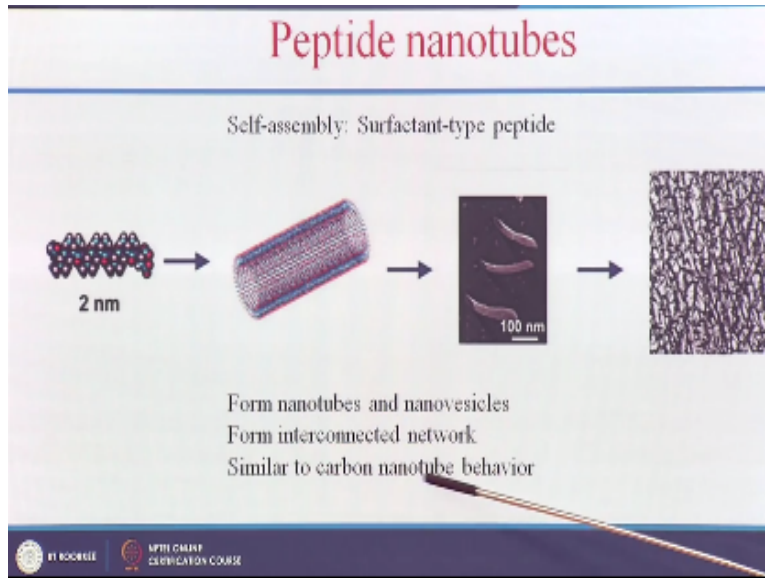 Peptide nanotubes
Self-assembly: Surfactant-type peptide
2 nm
100 nm
Form nanotubes and nanovesicles
Form interconnected network
Similar to carbon nanotube behavior
IIT ROORKEE
NPTEL ONLINE
CERTIFICATION COURSE